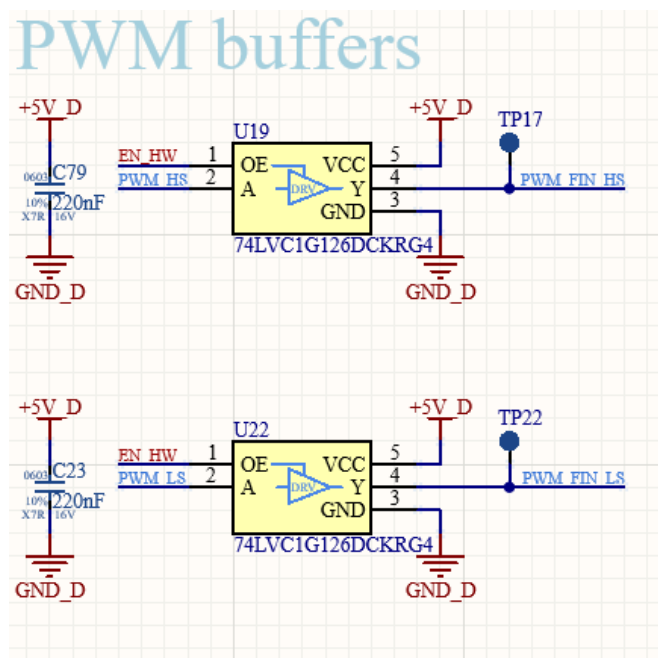 PWM buffers
+5V_D
0603
C79
10%
220nF
X7R
16V
GND_D
EN_HW
1
PWM_HS
2
U19
OE
VCC
A
DRV
Y
GND
74LVC1G126DCKRG4
5
4
3
+5V_D
GND_D
TP17
PWM_FIN_HS
+5V_D
0603
C23
10%
220nF
X7R
16V
GND_D
EN_HW
1
PWM_LS
2
U22
OE
VCC
A
DRV
Y
GND
74LVC1G126DCKRG4
5
4
3
+5V_D
GND_D
TP22
PWM_FIN_LS